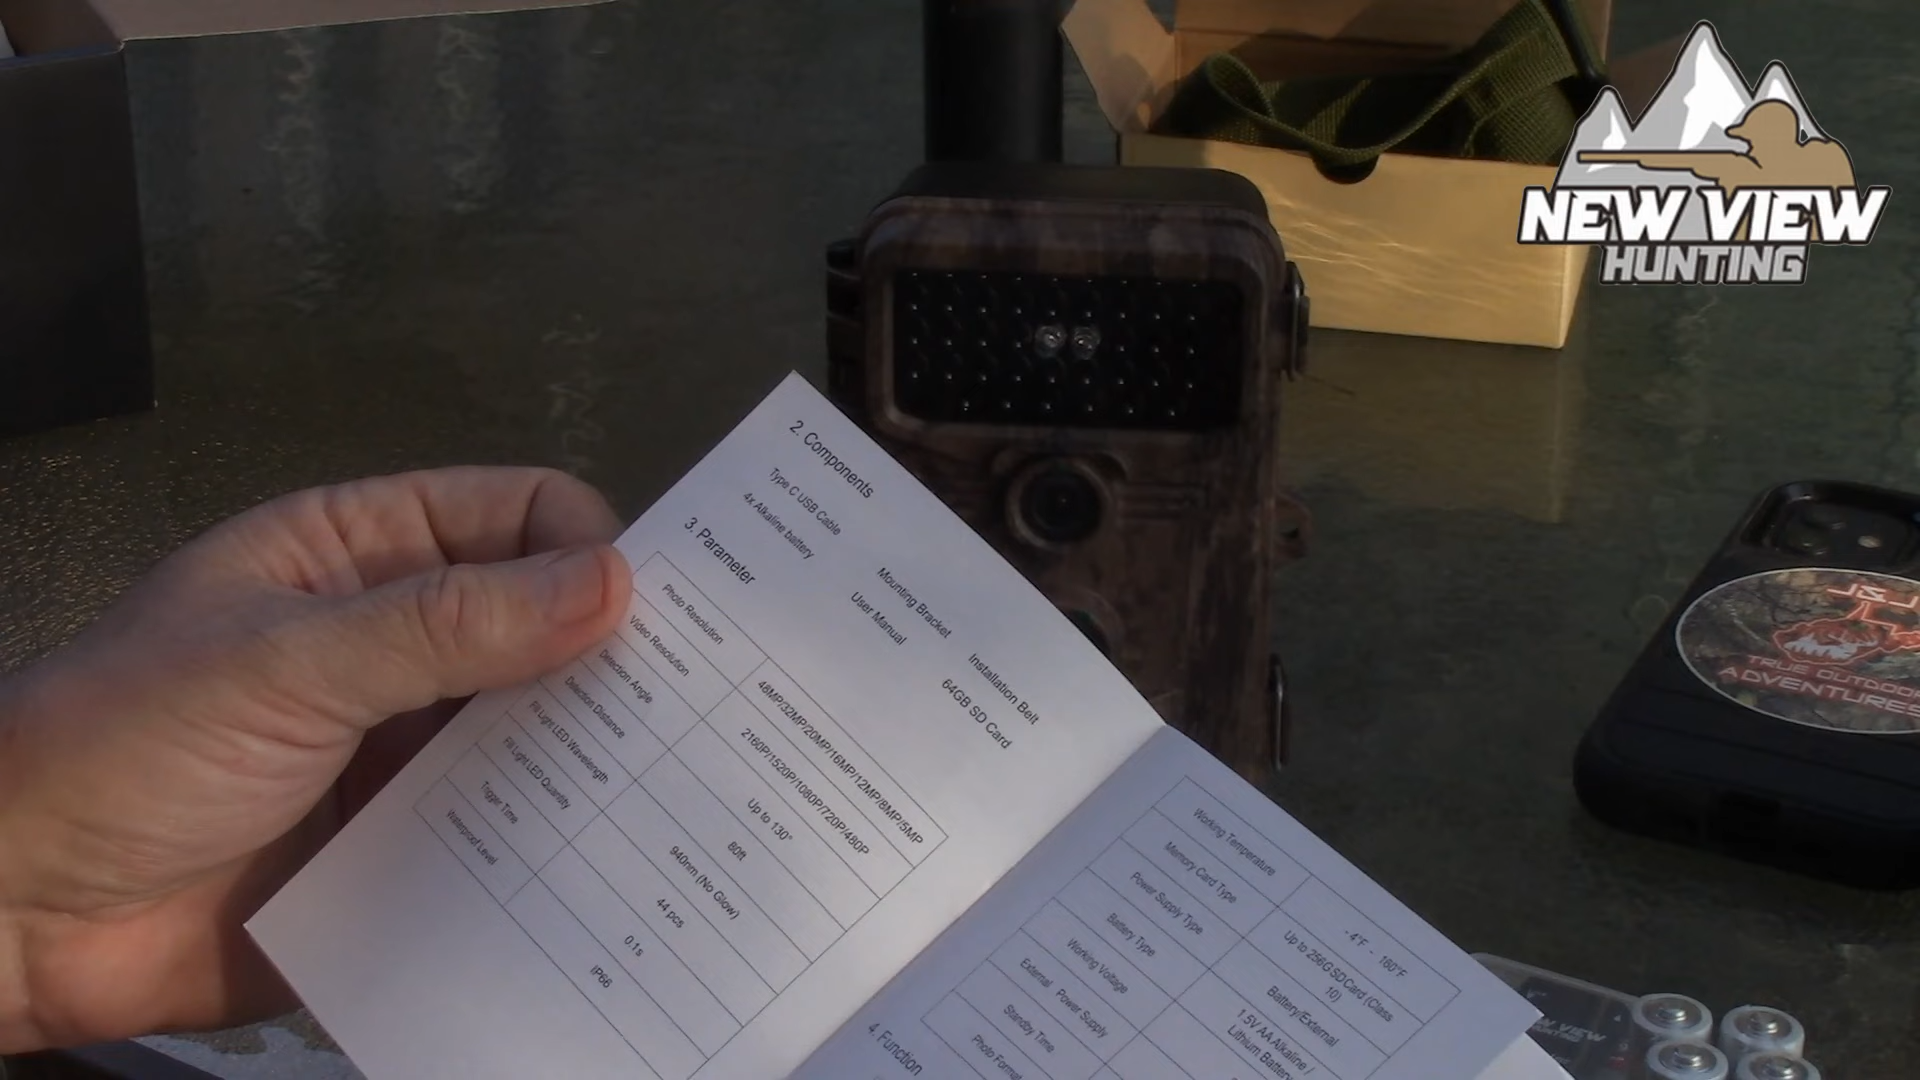 NEW VIEW
HUNTING
2. Components
Type C USB Cable
Mounting Bracket
Installation Belt
4x Alkaline battery
User Manual
64GB SD Card
3. Parameter
Photo Resolution
48MP/32MP/20MP/16MP/12MP/8MP/5MP
Video Resolution
2160P/1520P/1080P/720P/480P
Detection Angle
Up to 130°
Detection Distance
80ft
Fill Light LED Wavelength
940nm (No Glow)
Fill Light LED Quantity
44 pcs
Trigger Time
0.1s
Waterproof Level
IP66
Working Temperature
- 4°F - 160°F
Memory Card Type
Up to 256G SD Card (Class
10)
Power Supply Type
Battery/External
Battery Type
1.5V AA Alkaline /
Lithium Battery
Working Voltage
External Power Supply
Standby Time
Photo Format
4. Function
J&J
TRUE OUTDOOR
ADVENTURES
VIEW